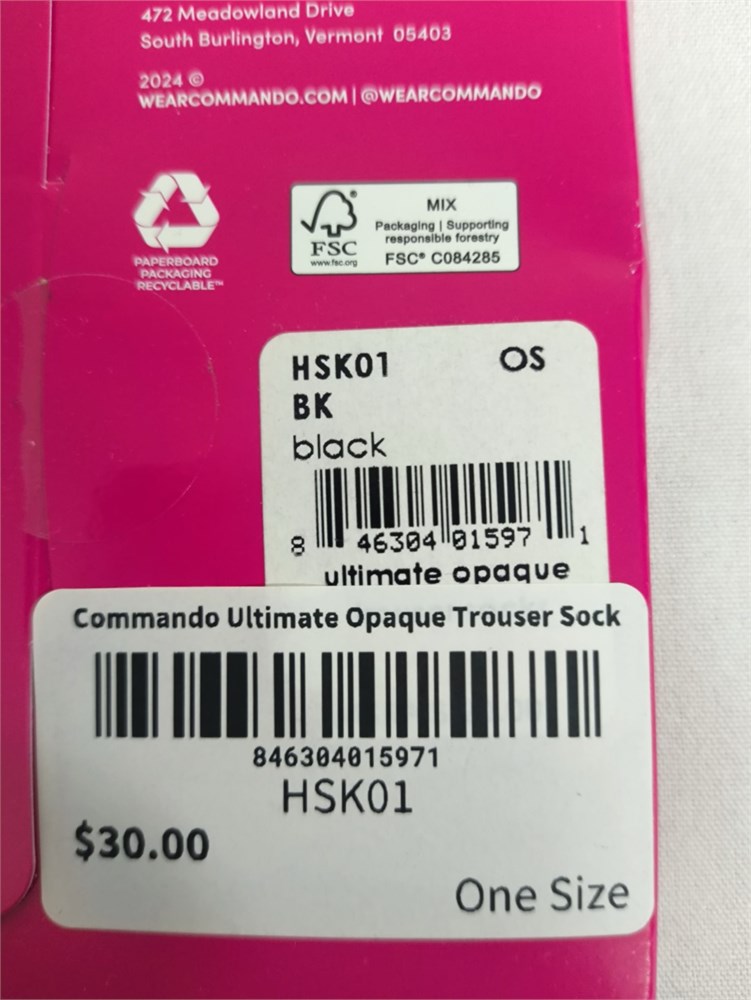 472 Meadowland Drive
South Burlington, Vermont 05403
2024 ©
WEARCOMMANDO.COM | @WEARCOMMANDO
PAPERBOARD
PACKAGING
RECYCLABLE™
FSC®
www.fsc.org
MIX
Packaging | Supporting
responsible forestry
FSC® C084285
HSK01 OS
BK
black
8 46304 01597 1
ultimate opaque
Commando Ultimate Opaque Trouser Sock
846304015971
HSK01
$30.00
One Size